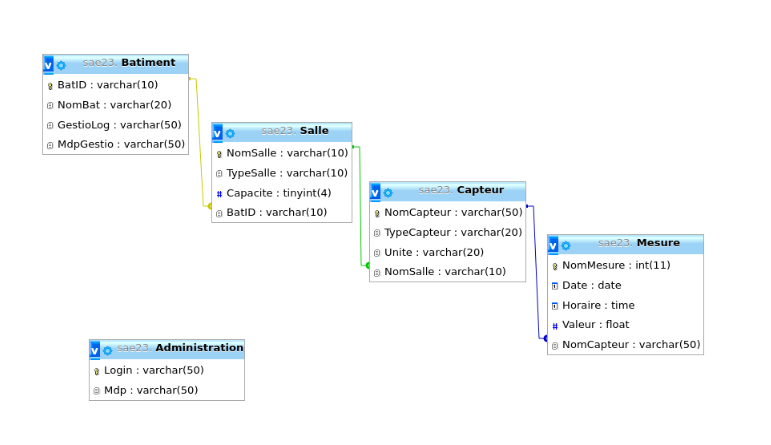 sae23. Batiment
BatID : varchar(10)
NomBat : varchar(20)
GestioLog : varchar(50)
MdpGestio : varchar(50)
sae23. Salle
NomSalle : varchar(10)
TypeSalle : varchar(10)
Capacite : tinyint(4)
BatID : varchar(10)
sae23. Capteur
NomCapteur : varchar(50)
TypeCapteur : varchar(20)
Unite : varchar(20)
NomSalle : varchar(10)
sae23. Mesure
NomMesure : int(11)
Date : date
Horaire : time
Valeur : float
NomCapteur : varchar(50)
sae23. Administration
Login : varchar(50)
Mdp : varchar(50)